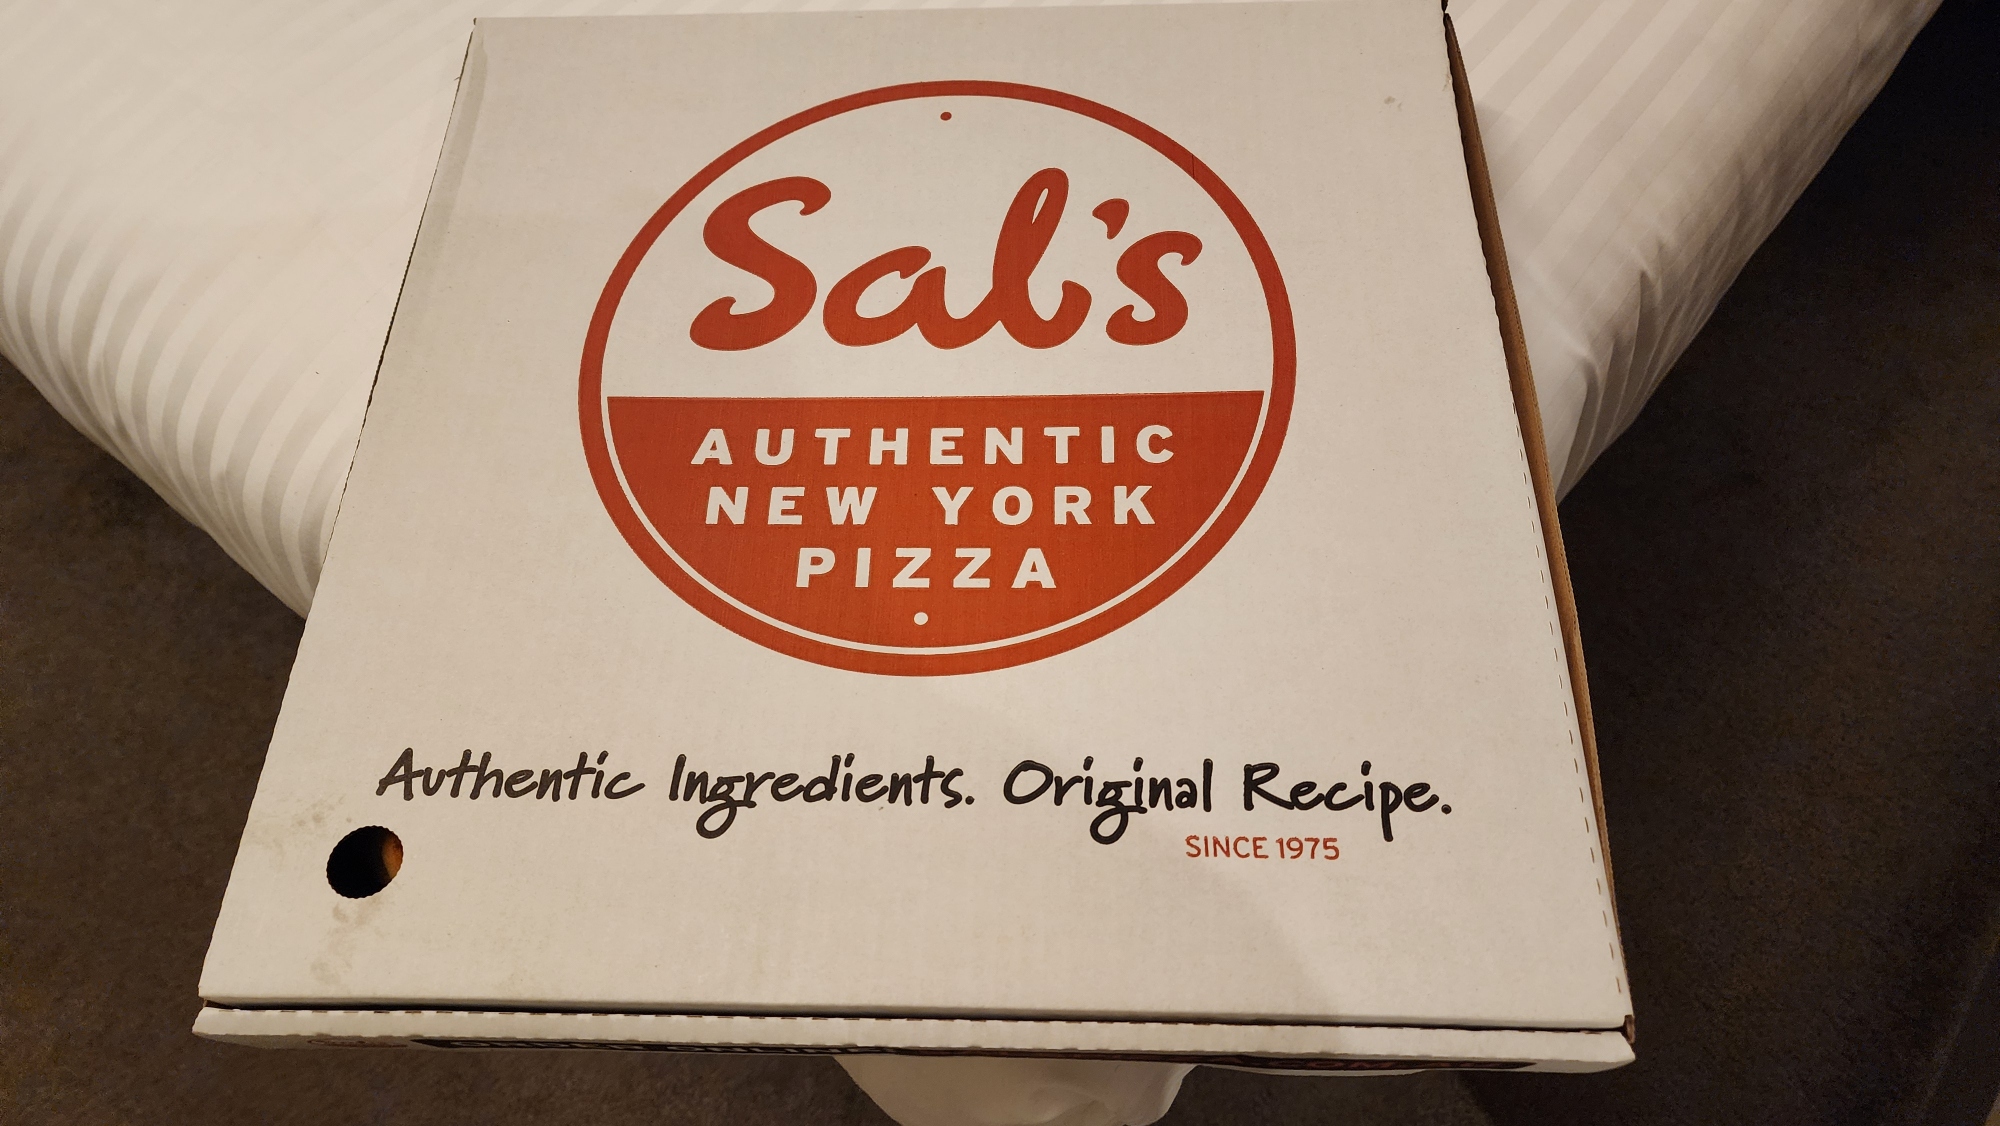 Sal's
AUTHENTIC
NEW YORK
PIZZA
Authentic Ingredients. Original Recipe.
SINCE 1975